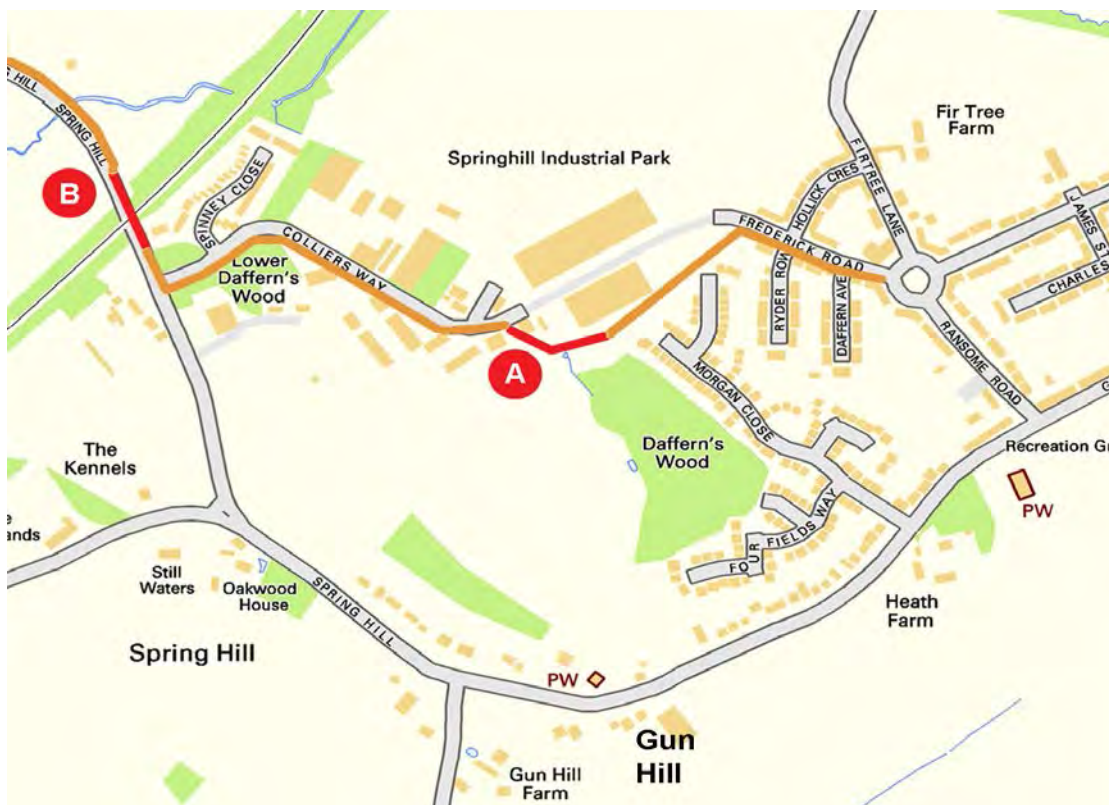 G HILL
SPRING HILL
B
SPINNEY CLOSE
Springhill Industrial Park
Fir Tree
Farm
FIRTREE LANE
HOLLICK CRES
JAMES ST
FREDERICK ROAD
COLLIERS WAY
Lower
Daffern's
Wood
RYDER ROW
DAFFERN AVE
CHARLES
RANSOME ROAD
A
MORGAN CLOSE
Daffern's
Wood
The
Kennels
Recreation Gr
PW
FOUR FIELDS WAY
ands
Still
Waters
Oakwood
House
SPRING HILL
Heath
Farm
Spring Hill
PW
Gun
Hill
Gun Hill
Farm